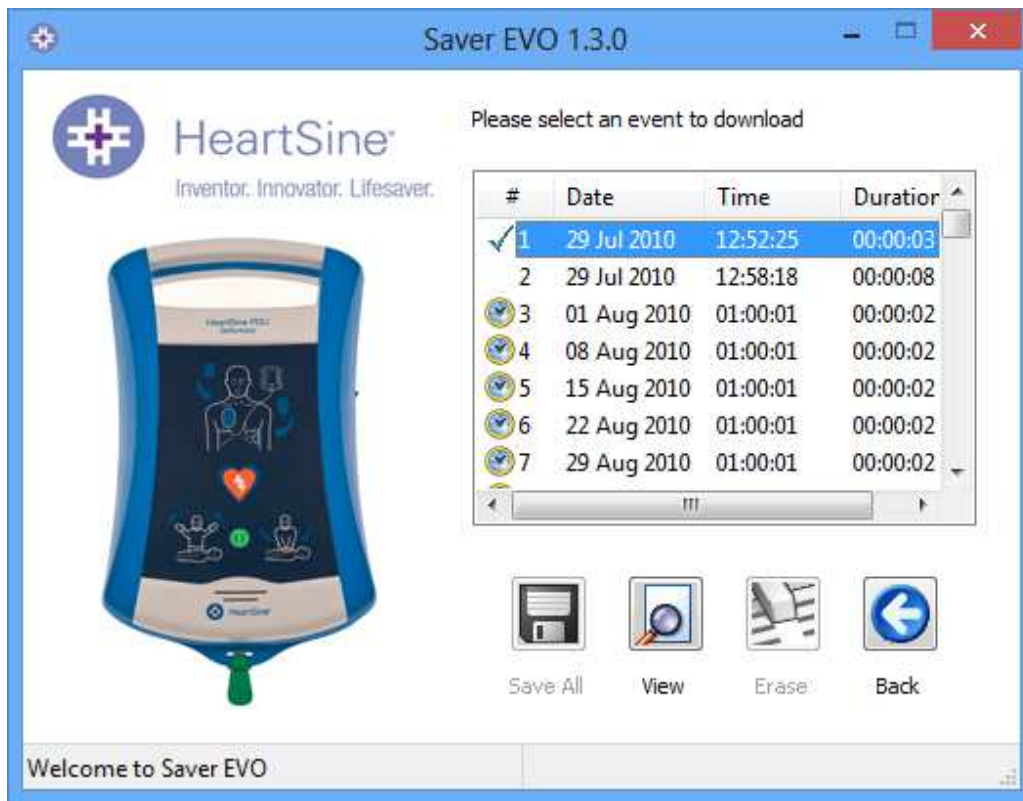 Saver EVO 1.3.0
HeartSine
Inventor. Innovator. Lifesaver.
Please select an event to download
# Date Time Duration
1 29 Jul 2010 12:52:25 00:00:03
2 29 Jul 2010 12:58:18 00:00:08
3 01 Aug 2010 01:00:01 00:00:02
4 08 Aug 2010 01:00:01 00:00:02
5 15 Aug 2010 01:00:01 00:00:02
6 22 Aug 2010 01:00:01 00:00:02
7 29 Aug 2010 01:00:01 00:00:02
HeartSine
Save All View Erase Back
Welcome to Saver EVO